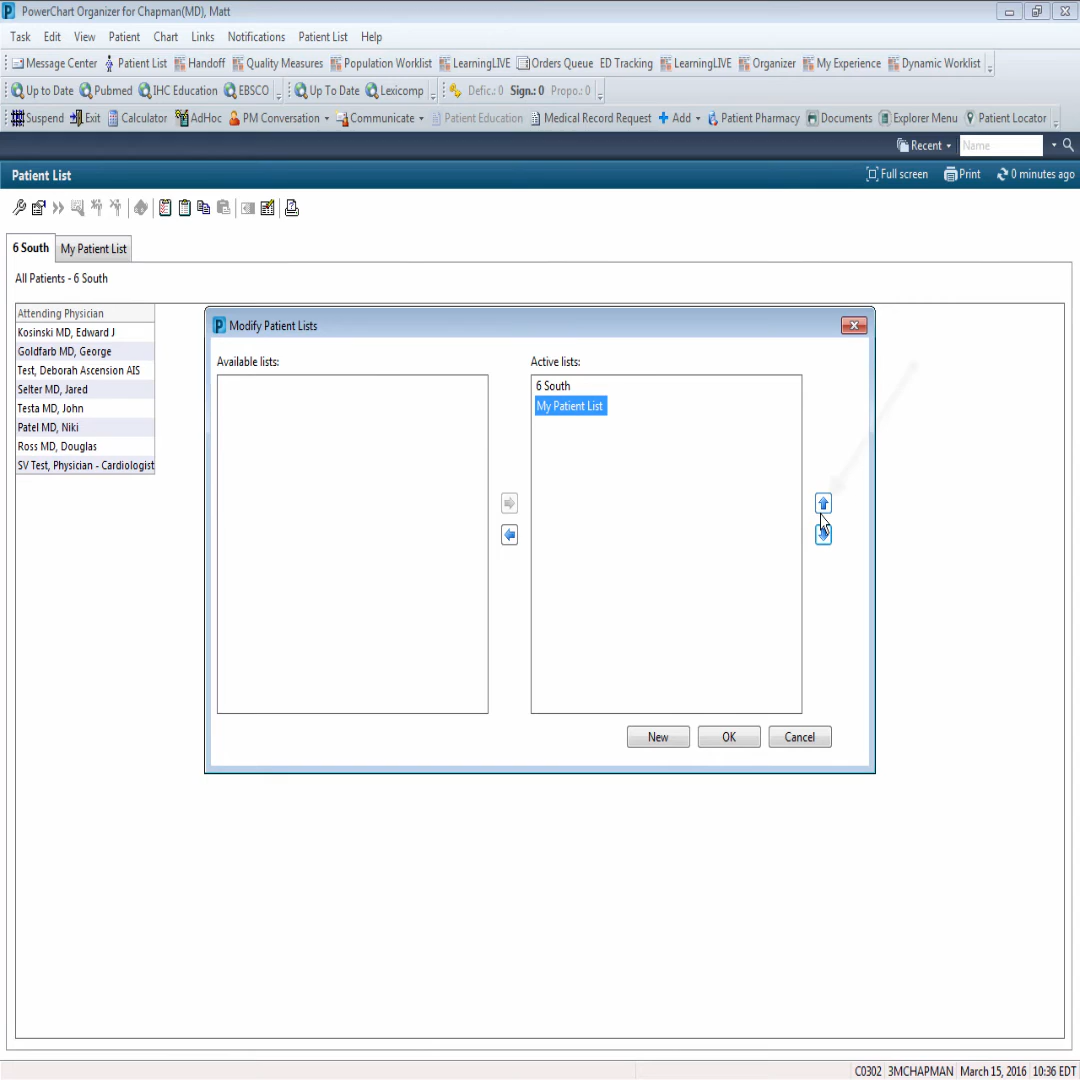 PowerChart Organizer for Chapman(MD), Matt
Task Edit View Patient Chart Links Notifications Patient List Help
Message Center Patient List Handoff Quality Measures Population Worklist LearningLIVE Orders Queue ED Tracking LearningLIVE Organizer My Experience Dynamic Worklist
Up to Date Pubmed IHC Education EBSCO Up To Date Lexicomp Defic.: 0 Sign.: 0 Propo.: 0
Suspend Exit Calculator AdHoc PM Conversation Communicate Patient Education Medical Record Request Add Patient Pharmacy Documents Explorer Menu Patient Locator
Recent Name
Patient List Full screen Print 0 minutes ago
6 South My Patient List
All Patients - 6 South
Attending Physician
Kosinski MD, Edward J
Goldfarb MD, George
Test, Deborah Ascension AIS
Selter MD, Jared
Testa MD, John
Patel MD, Niki
Ross MD, Douglas
SV Test, Physician - Cardiologist
Modify Patient Lists
Available lists: Active lists:
6 South
My Patient List
New OK Cancel
C0302 3MCHAPMAN March 15, 2016 10:36 EDT